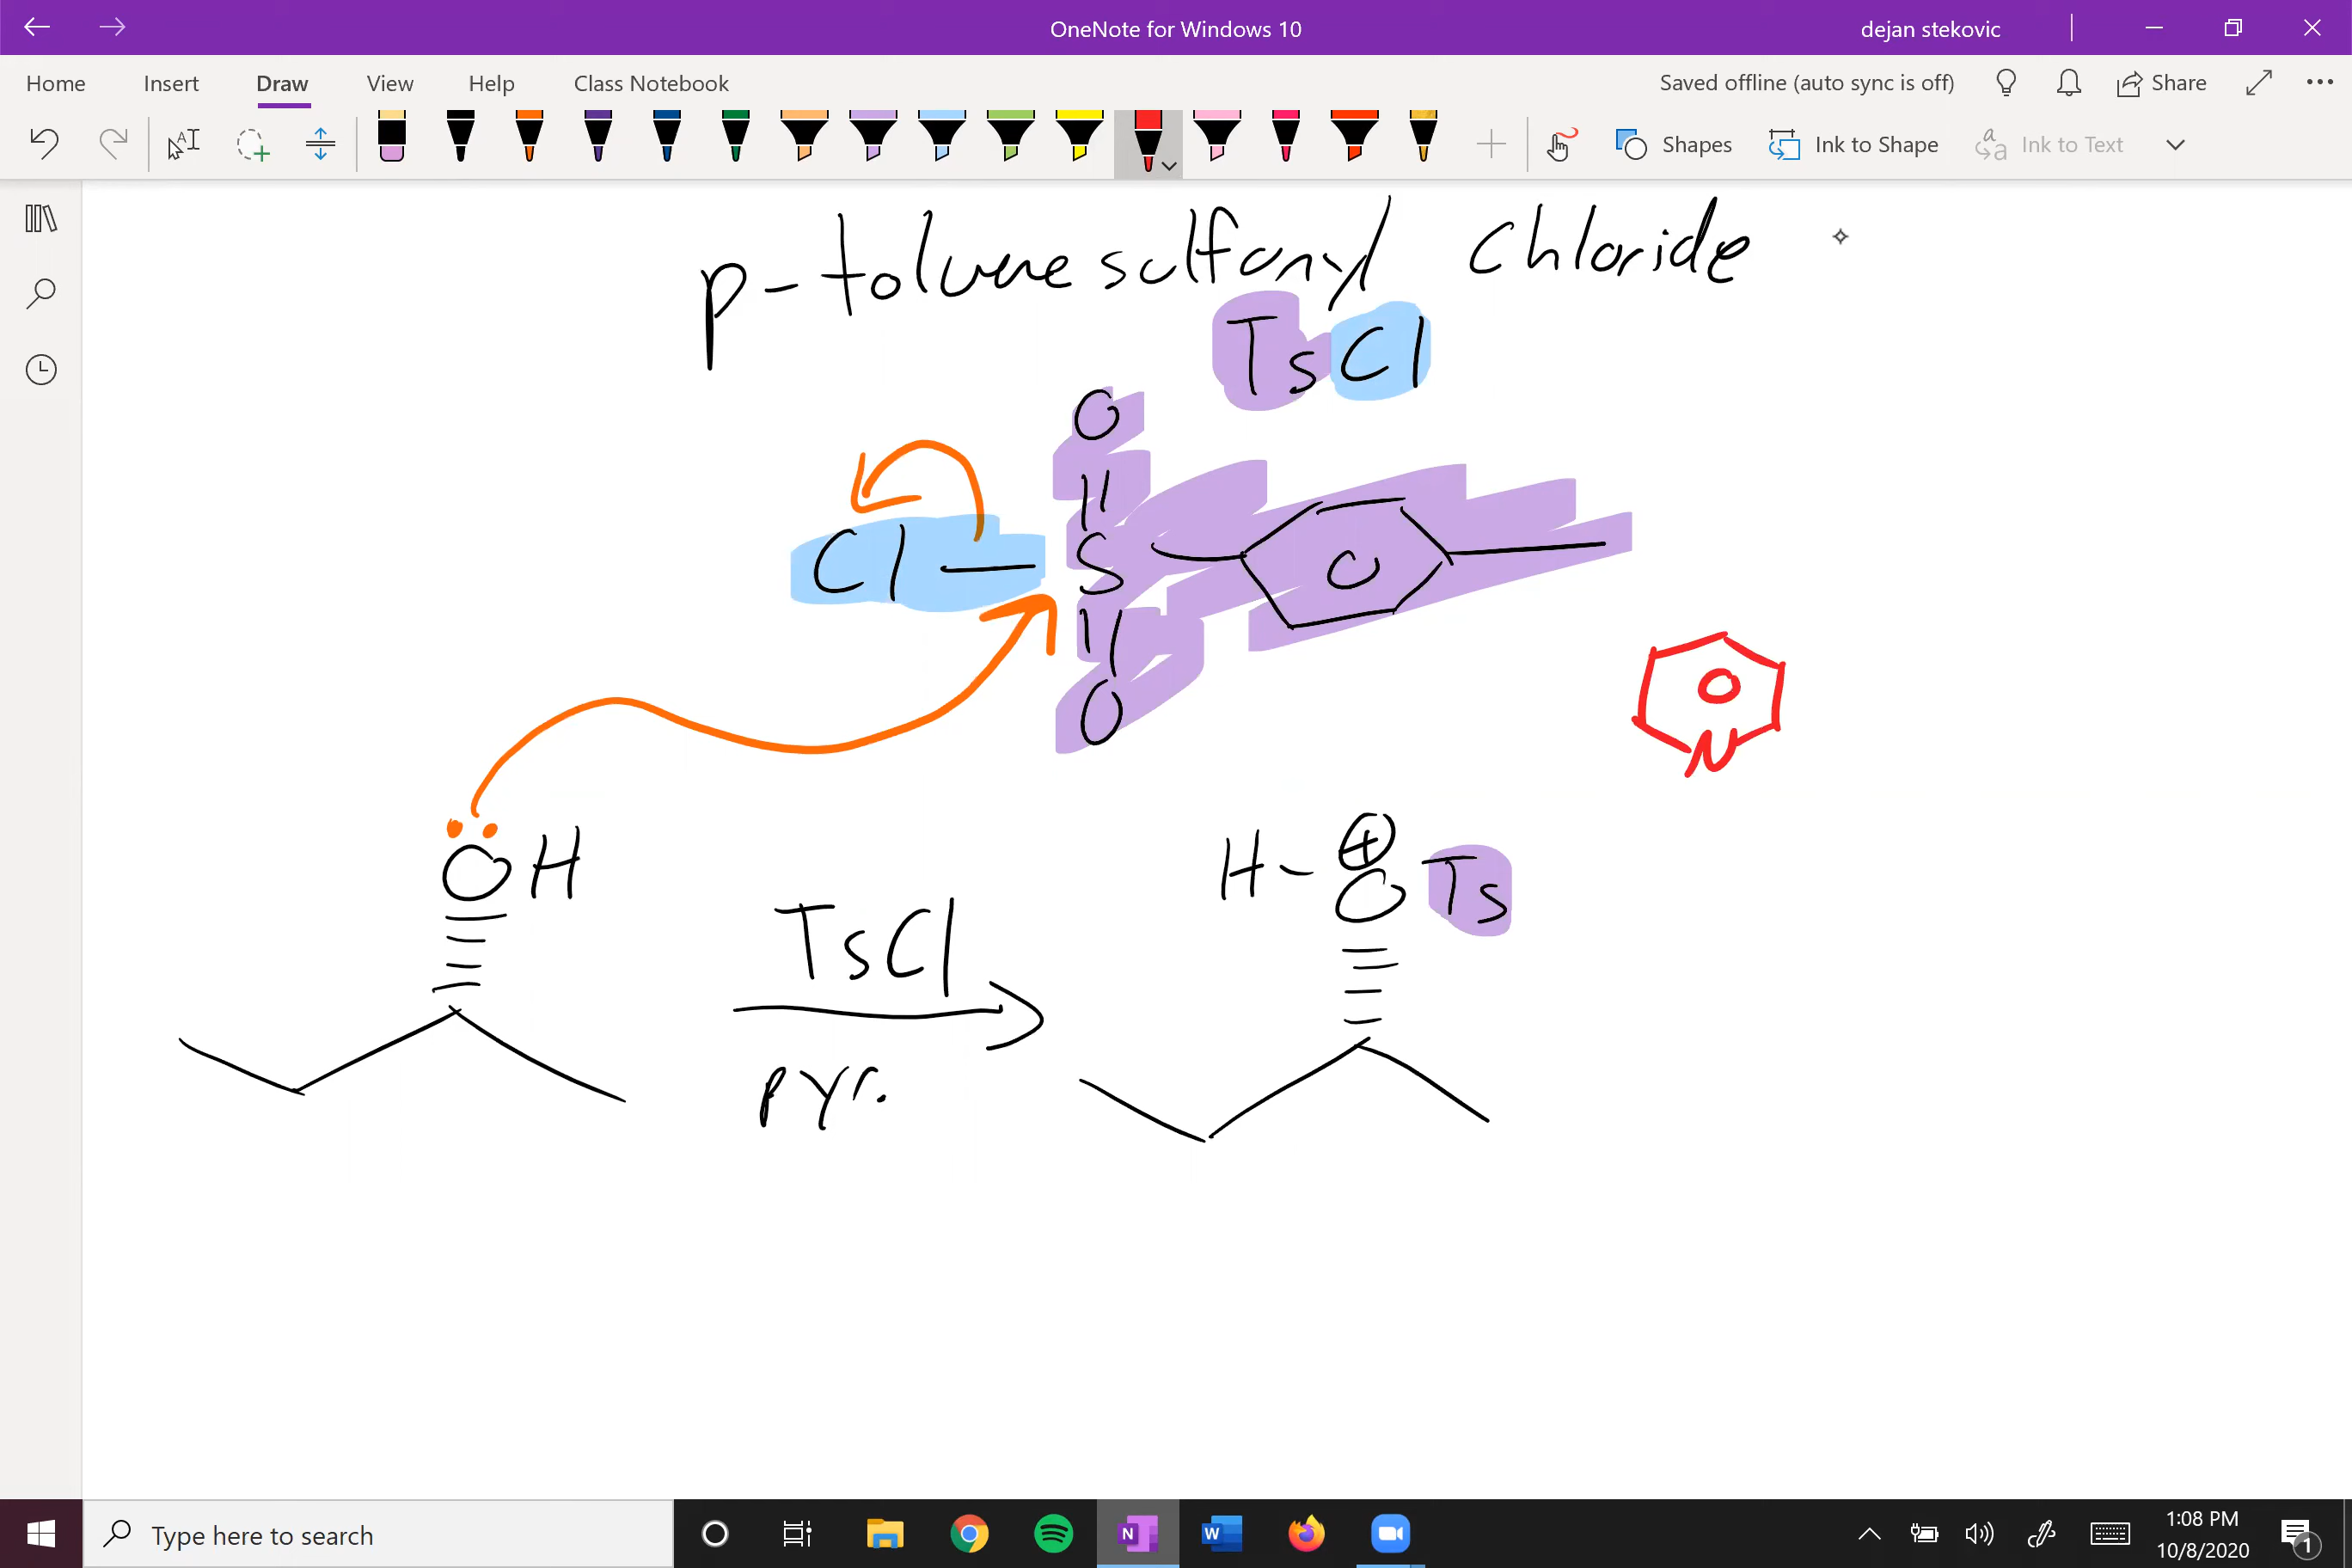 OneNote for Windows 10
dejan stekovic
Home Insert Draw View Help Class Notebook
Saved offline (auto sync is off)
Share
Shapes
Ink to Shape
Ink to Text
p-toluenesulfonyl chloride
TsCl
O
Cl — S
O
N
OH
H-O⊕Ts
TsCl
pyr.
Type here to search
1:08 PM
10/8/2020
1